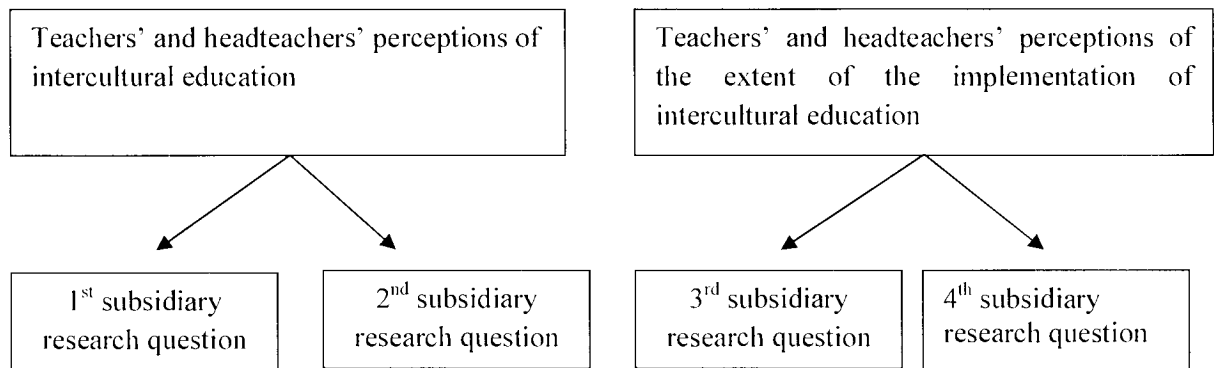 Teachers’ and headteachers’ perceptions of
intercultural education
Teachers’ and headteachers’ perceptions of
the extent of the implementation of
intercultural education
1st subsidiary
research question
2nd subsidiary
research question
3rd subsidiary
research question
4th subsidiary
research question